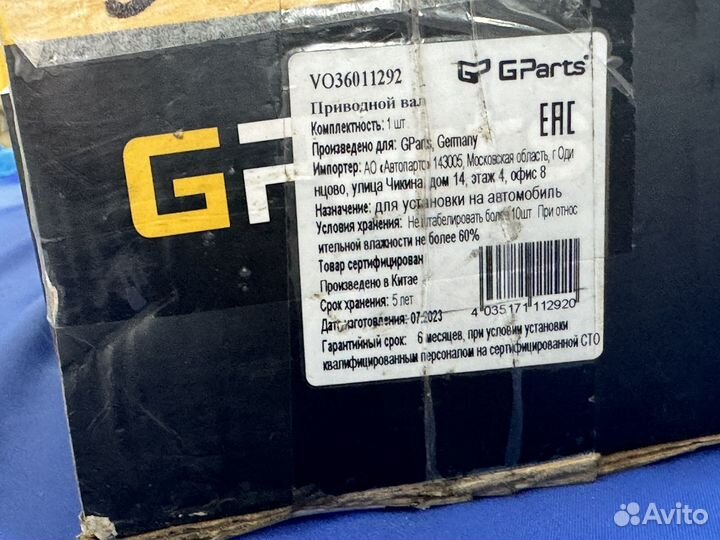 VO36011292
GParts
Приводной вал
Комплектность: 1 шт
EAC
Произведено для: GParts, Germany
Импортер: АО «Автопартс» 143005, Московская область, г Оди
нцово, улица Чикина, дом 14, этаж 4, офис 8
Назначение: для установки на автомобиль
Условия хранения: Не штабелировать более 10шт При относ
ительной влажности не более 60%
Товар сертифицирован
Произведено в Китае
Срок хранения: 5 лет
Дата изготовления: 07.2023
4 035171 112920
Гарантийный срок: 6 месяцев, при условии установки
квалифицированным персоналом на сертифицированной СТО
Avito